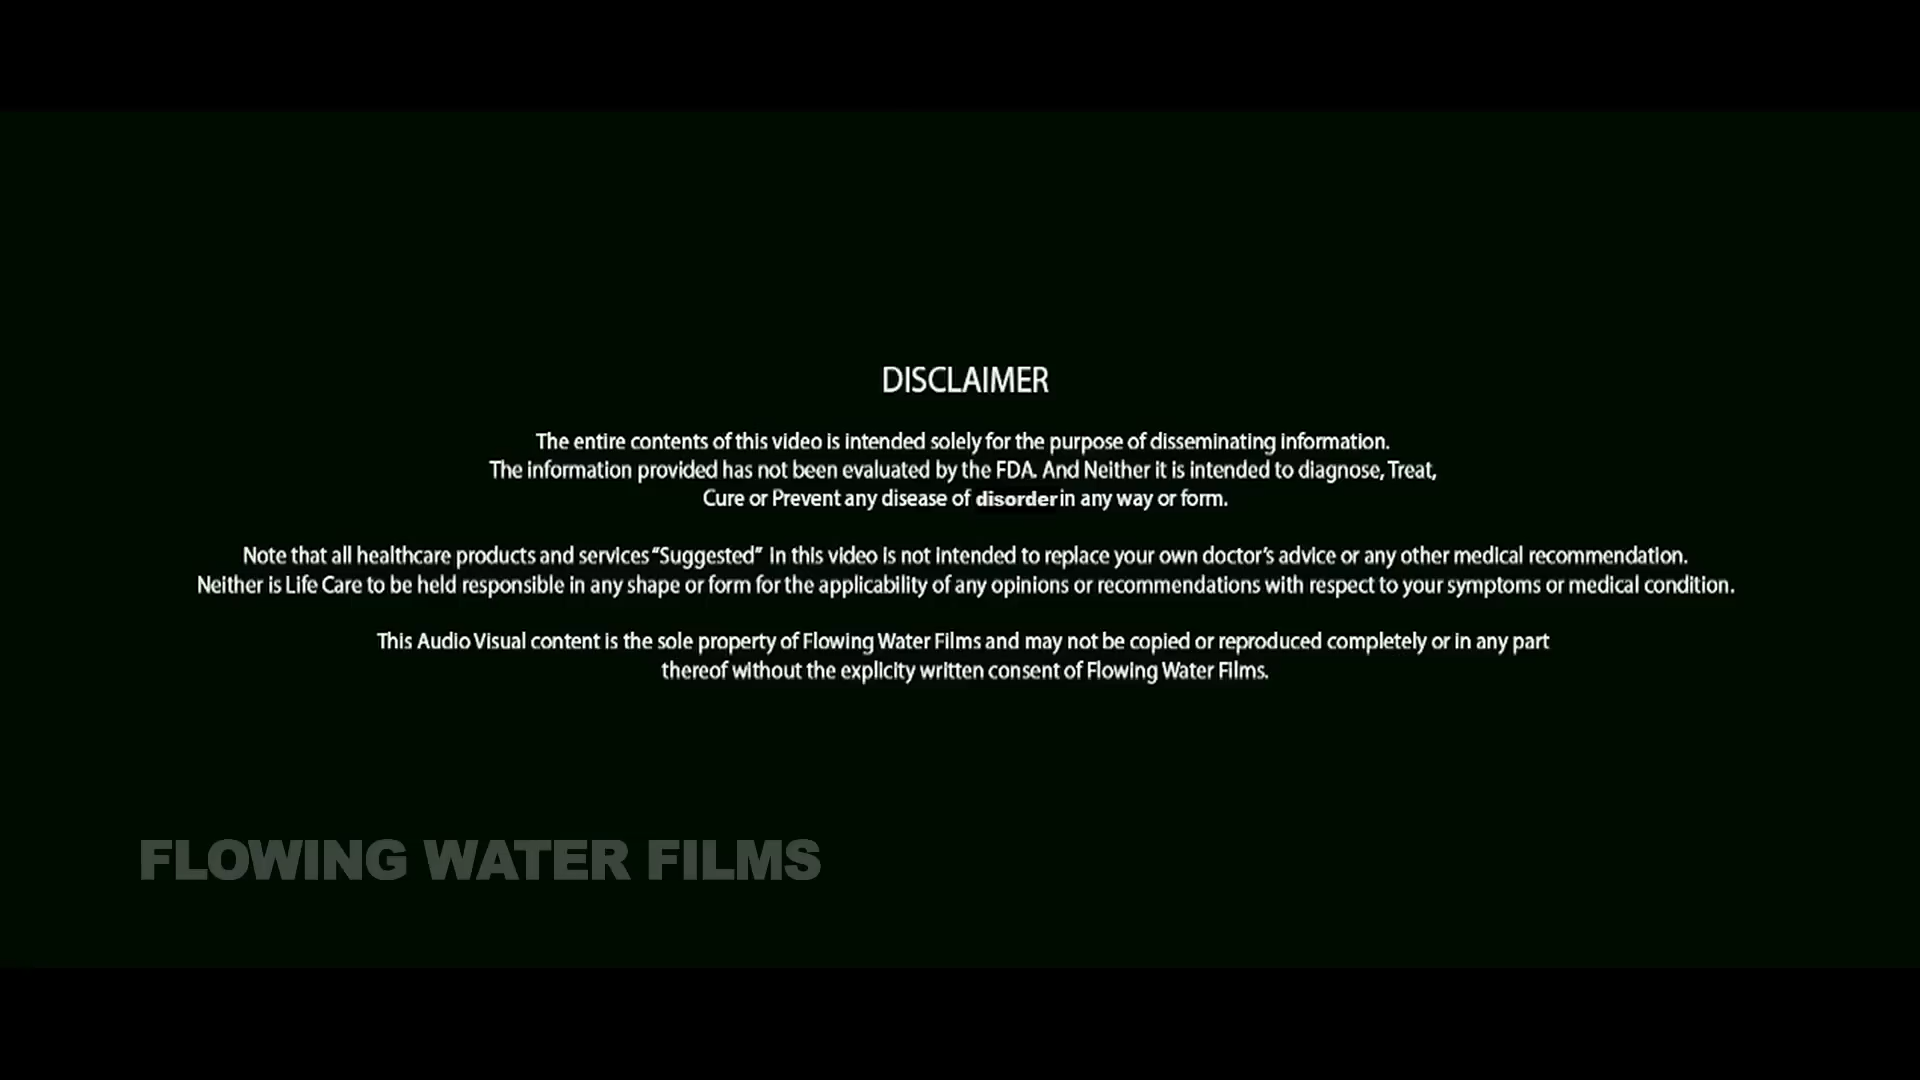 DISCLAIMER
The entire contents of this video is intended solely for the purpose of disseminating information.
The information provided has not been evaluated by the FDA. And Neither it is intended to diagnose, Treat,
Cure or Prevent any disease of disorder in any way or form.
Note that all healthcare products and services “Suggested” In this video is not intended to replace your own doctor’s advice or any other medical recommendation.
Neither is Life Care to be held responsible in any shape or form for the applicability of any opinions or recommendations with respect to your symptoms or medical condition.
This Audio Visual content is the sole property of Flowing Water Films and may not be copied or reproduced completely or in any part
thereof without the explicity written consent of Flowing Water Films.
FLOWING WATER FILMS